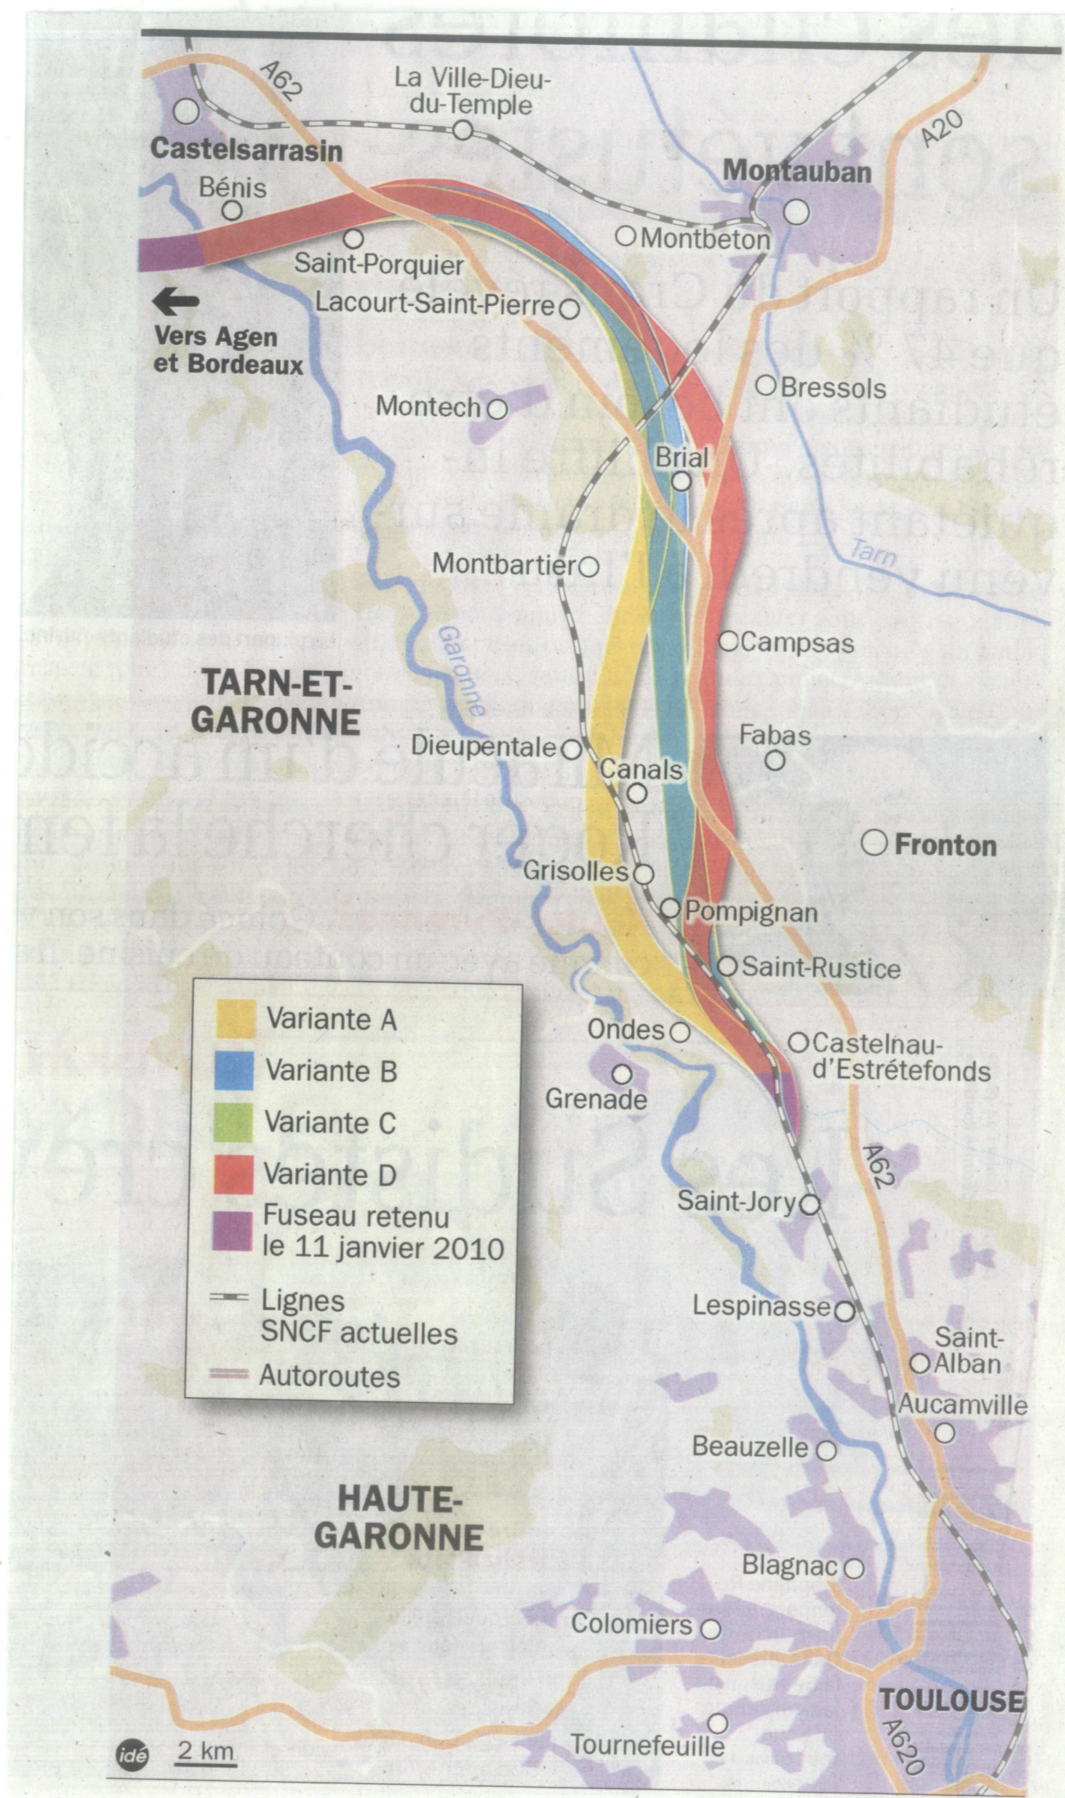 A62
La Ville-Dieu-
du-Temple
A20
Castelsarrasin
Montauban
Bénis
Montbeton
Saint-Porquier
Lacourt-Saint-Pierre
Vers Agen
et Bordeaux
Bressols
Montech
Brial
Tarn
Montbartier
Garonne
Campsas
TARN-ET-
GARONNE
Dieupentale
Fabas
Canals
Fronton
Grisolles
Pompignan
Saint-Rustice
Ondes
Castelnau-
d'Estrétefonds
Grenade
Variante A
Variante B
Variante C
Variante D
Fuseau retenu
le 11 janvier 2010
Lignes
SNCF actuelles
Autoroutes
A62
Saint-Jory
Lespinasse
Saint-
Alban
Aucamville
Beauzelle
HAUTE-
GARONNE
Blagnac
Colomiers
TOULOUSE
A620
Tournefeuille
idé
2 km